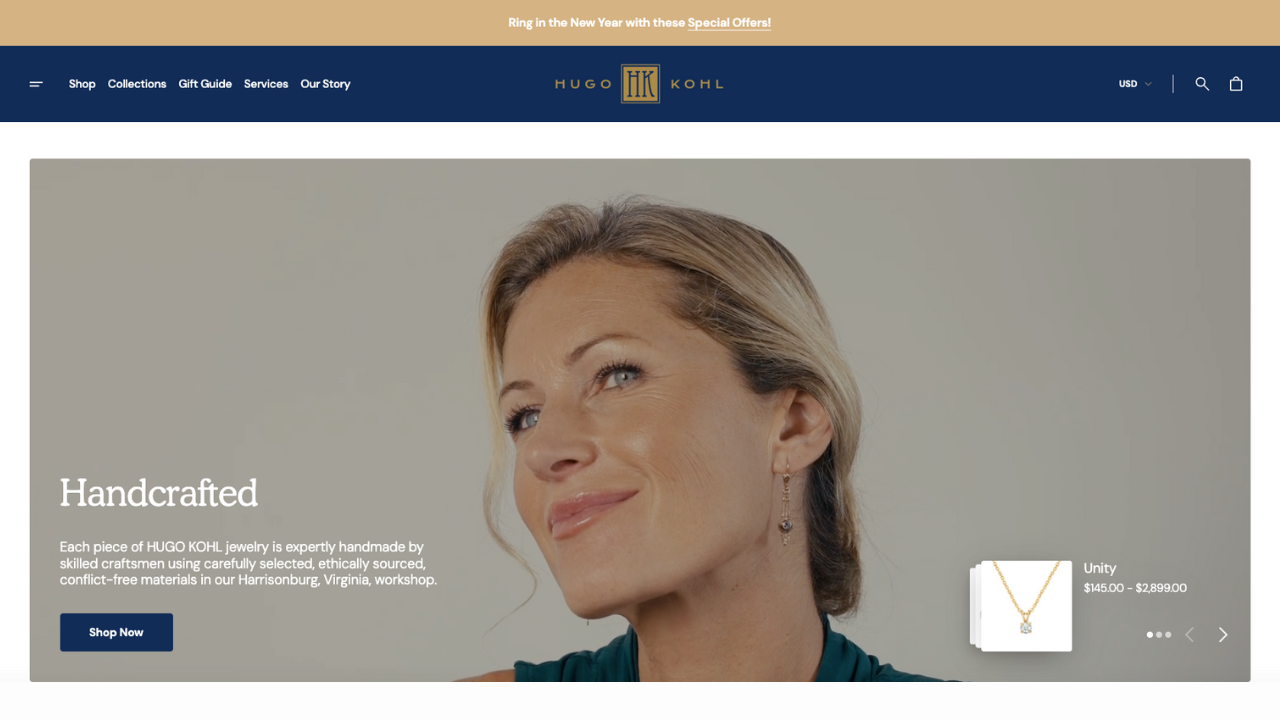 Ring in the New Year with these Special Offers!
Shop Collections Gift Guide Services Our Story
HUGO HK KOHL
USD
Handcrafted
Each piece of HUGO KOHL jewelry is expertly handmade by
skilled craftsmen using carefully selected, ethically sourced,
conflict-free materials in our Harrisonburg, Virginia, workshop.
Shop Now
Unity
$145.00 - $2,899.00